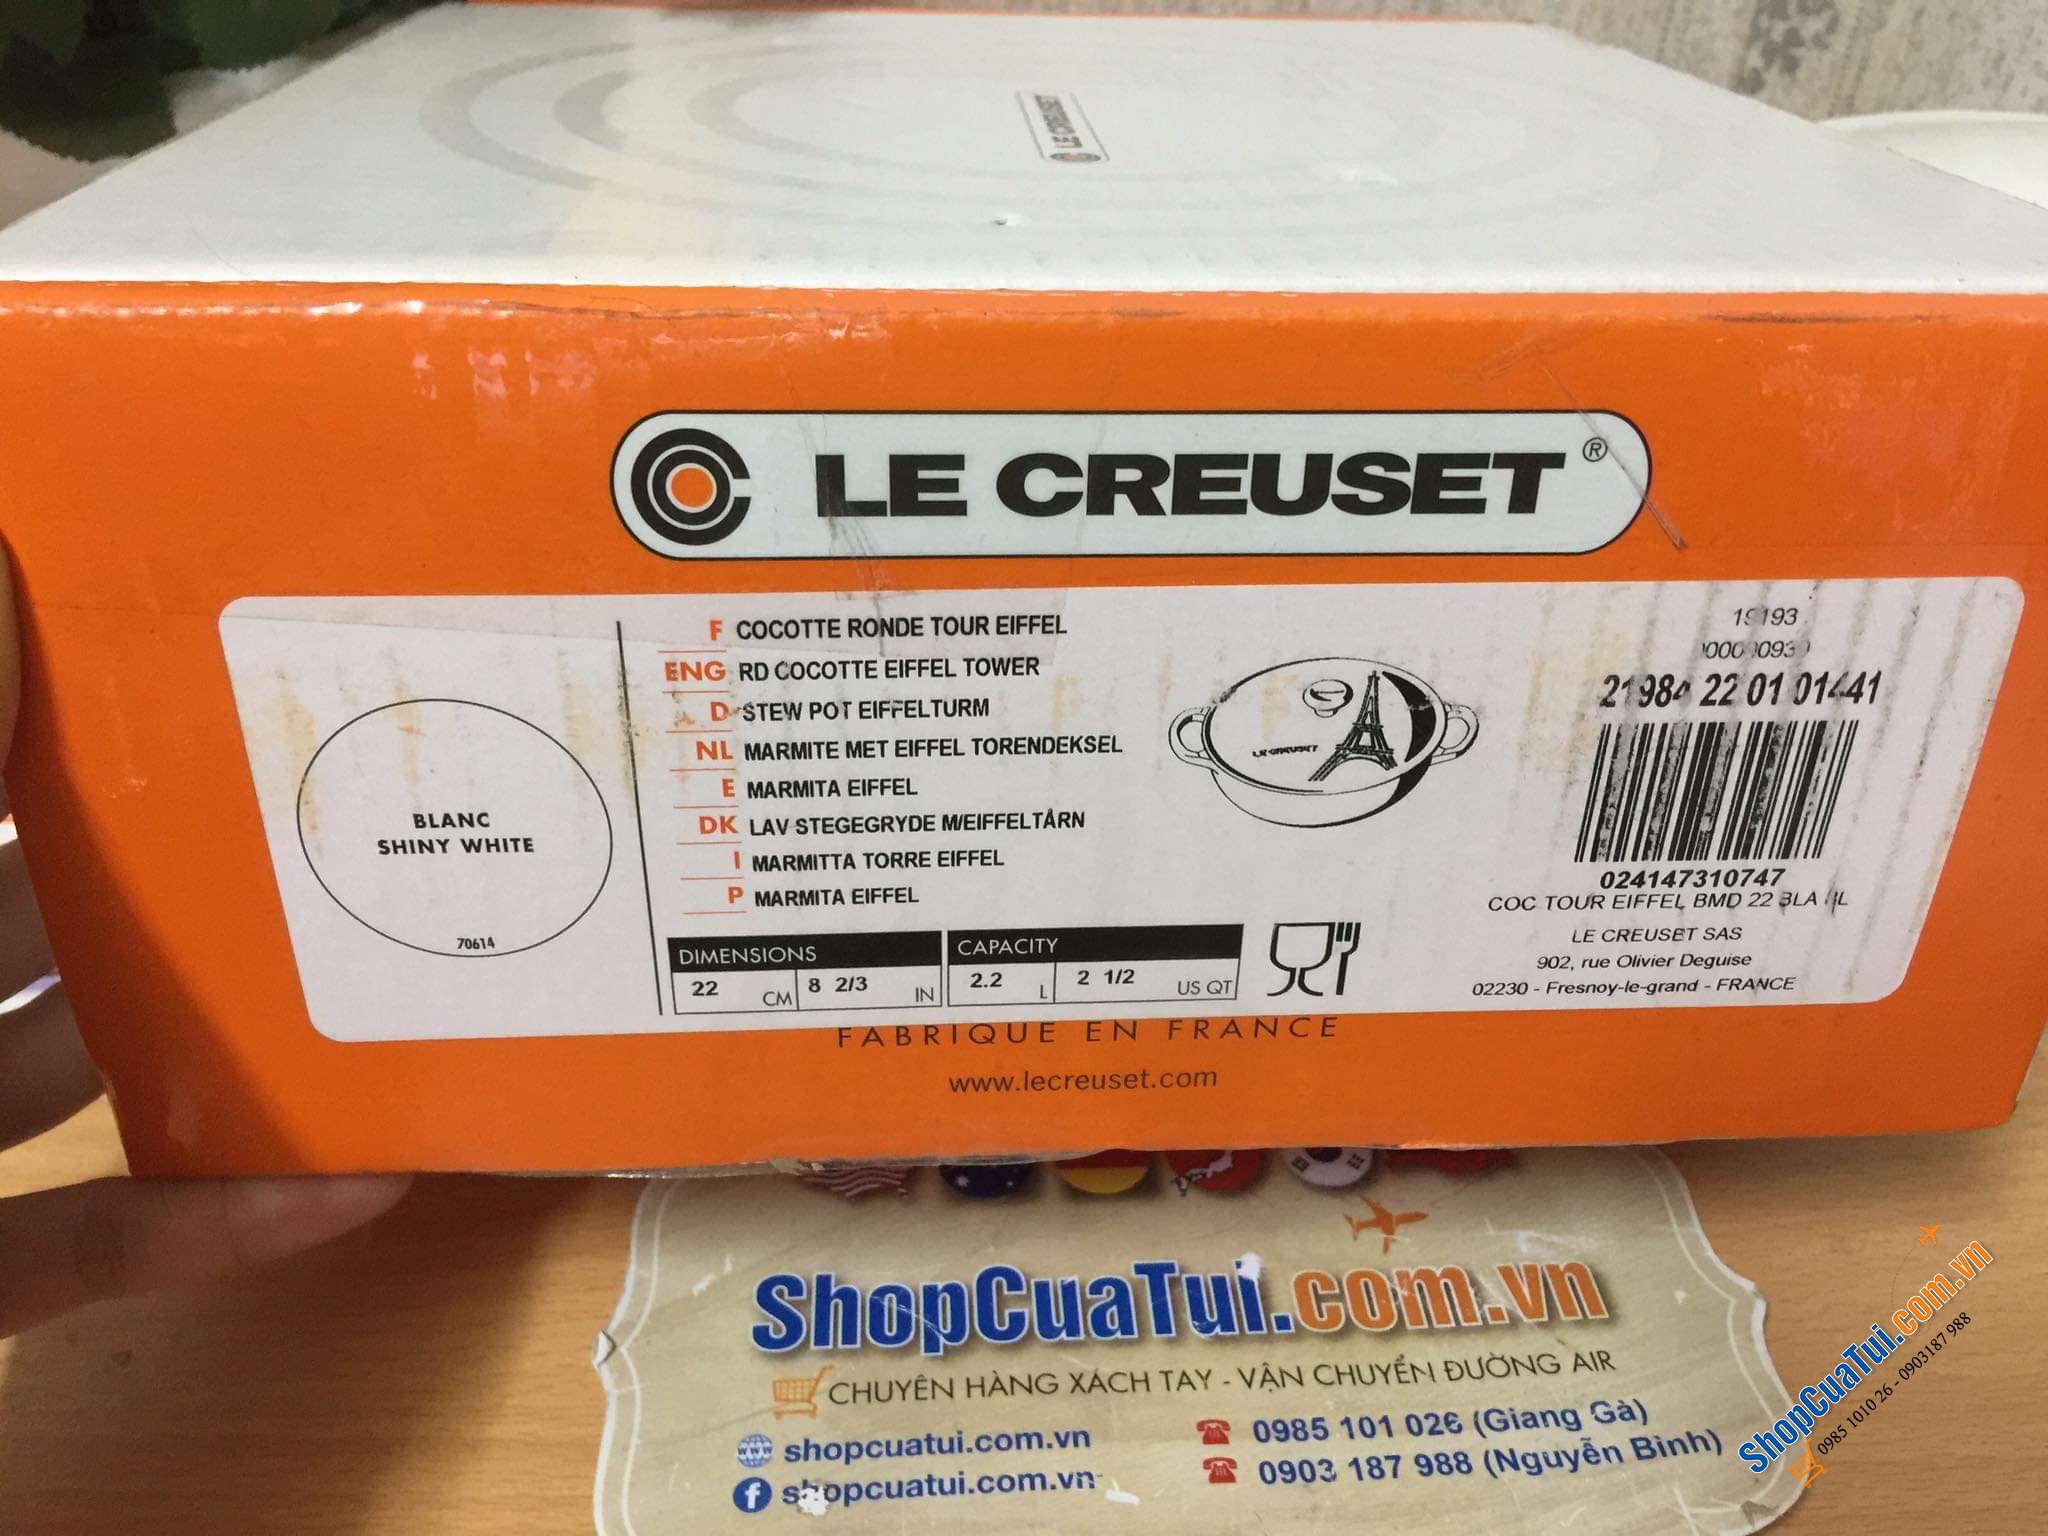 LE CREUSET
LE CREUSET ®
BLANC
SHINY WHITE
70614
F COCOTTE RONDE TOUR EIFFEL
ENG RD COCOTTE EIFFEL TOWER
D STEW POT EIFFELTURM
NL MARMITE MET EIFFEL TORENDEKSEL
E MARMITA EIFFEL
DK LAV STEGEGRYDE M/EIFFELTÅRN
I MARMITTA TORRE EIFFEL
P MARMITA EIFFEL
DIMENSIONS
22 CM 8 2/3 IN
CAPACITY
2.2 L 2 1/2 US QT
LE CREUSET
19193
22 01
024147310747
COC TOUR EIFFEL BMD 22
LE CREUSET SAS
902, rue Olivier Deguise
02230 - Fresnoy-le-grand - FRANCE
FABRIQUE EN FRANCE
www.lecreuset.com
ShopCuaTui.com.vn
CHUYÊN HÀNG XÁCH TAY - VẬN CHUYỂN ĐƯỜNG AIR
www shopcuatui.com.vn
f shopcuatui.com.vn
0985 101 026 (Giang Gà)
0903 187 988 (Nguyễn Bình)
ShopCuaTui.com.vn
0985 1010 26 - 0903187 988